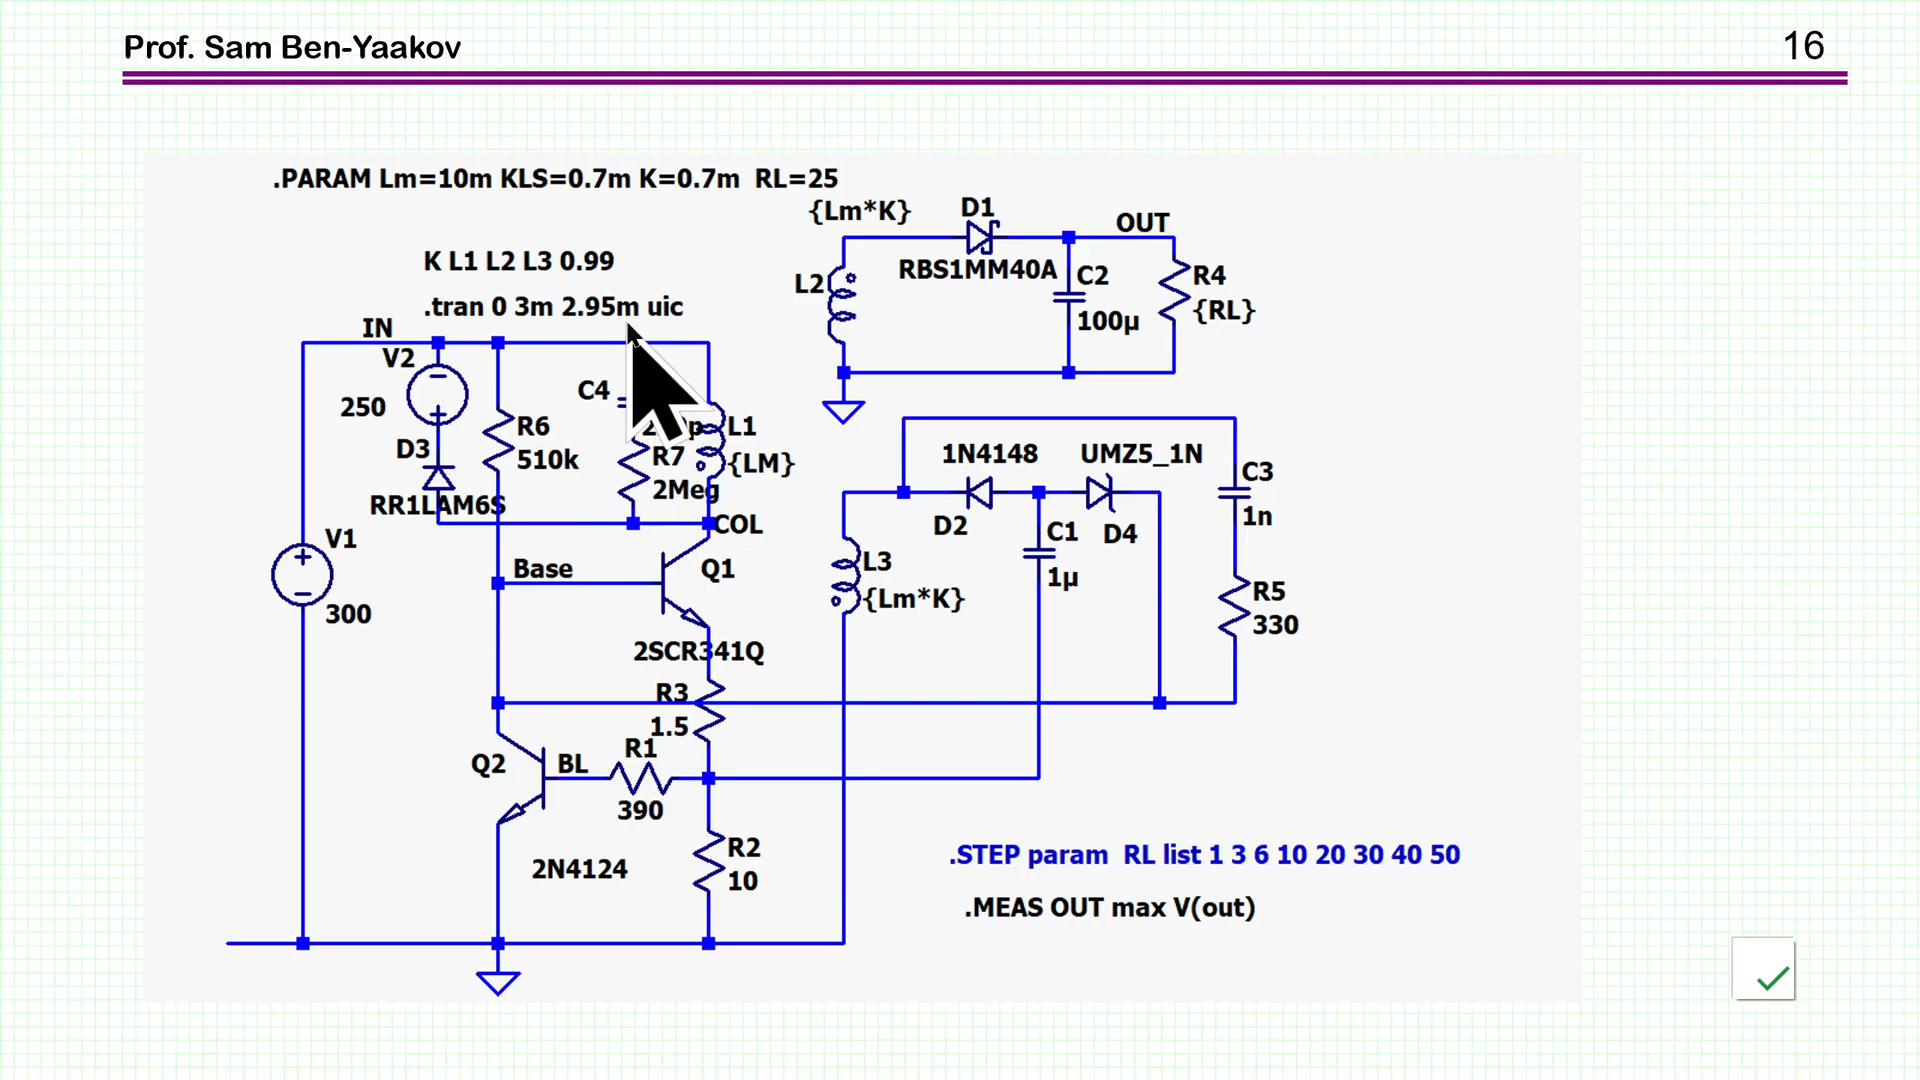 Prof. Sam Ben-Yaakov
16
.PARAM Lm=10m KLS=0.7m K=0.7m RL=25
{Lm*K}
D1
OUT
K L1 L2 L3 0.99
RBS1MM40A
C2
R4
L2
.tran 0 3m 2.95m uic
{RL}
100µ
IN
V2
C4
250
R6
L1
D3
510k
R7
{LM}
1N4148
UMZ5_1N
C3
2Meg
RR1LAM6S
1n
COL
D2
C1
D4
V1
Base
Q1
L3
1µ
R5
300
{Lm*K}
330
2SCR341Q
R3
1.5
R1
Q2
BL
390
R2
.STEP param RL list 1 3 6 10 20 30 40 50
2N4124
10
.MEAS OUT max V(out)